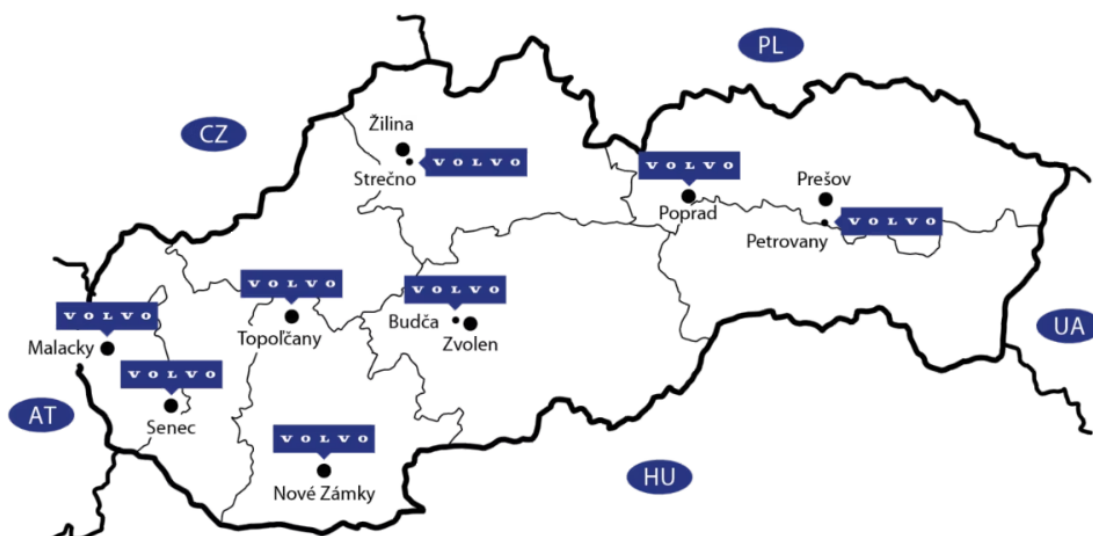 PL
CZ
Žilina
VOLVO
Strečno
VOLVO
Poprad
Prešov
VOLVO
Petrovany
VOLVO
Topoľčany
VOLVO
Budča
Zvolen
VOLVO
Malacky
UA
VOLVO
Senec
AT
VOLVO
Nové Zámky
HU